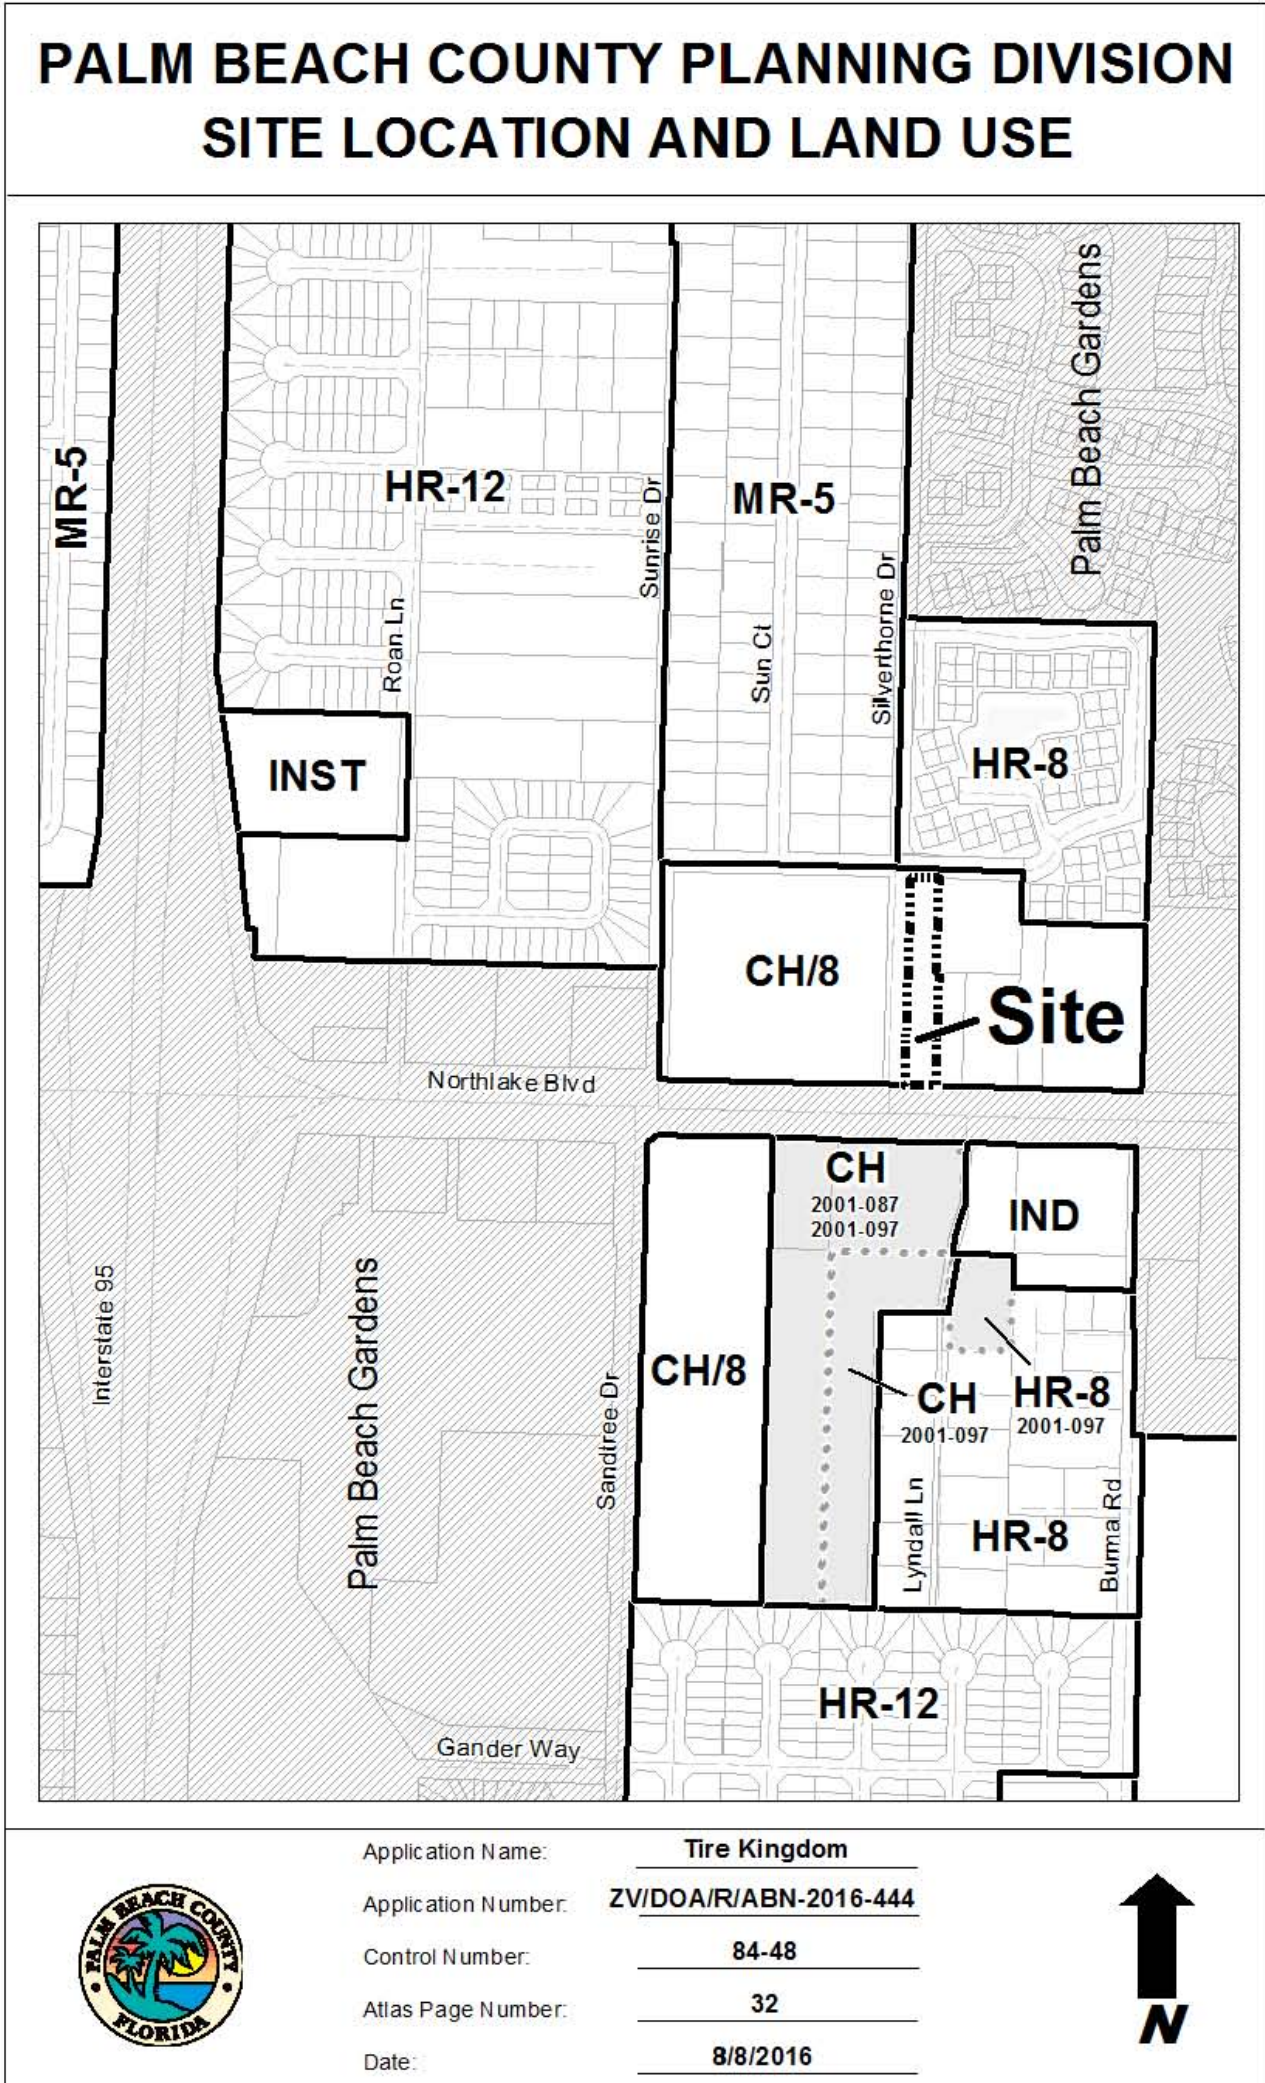 PALM BEACH COUNTY PLANNING DIVISION
SITE LOCATION AND LAND USE
Palm Beach Gardens
MR-5
HR-12
Sunrise Dr
MR-5
Silverthorne Dr
Roan Ln
Sun Ct
INST
HR-8
CH/8
Site
Northlake Blvd
CH
2001-087
2001-097
IND
Interstate 95
Palm Beach Gardens
Sandtree Dr
CH/8
CH
2001-097
HR-8
2001-097
Lyndall Ln
HR-8
Burma Rd
HR-12
Gander Way
Application Name: Tire Kingdom
Application Number: ZV/DOA/R/ABN-2016-444
Control Number: 84-48
Atlas Page Number: 32
Date: 8/8/2016
PALM BEACH COUNTY
FLORIDA
N